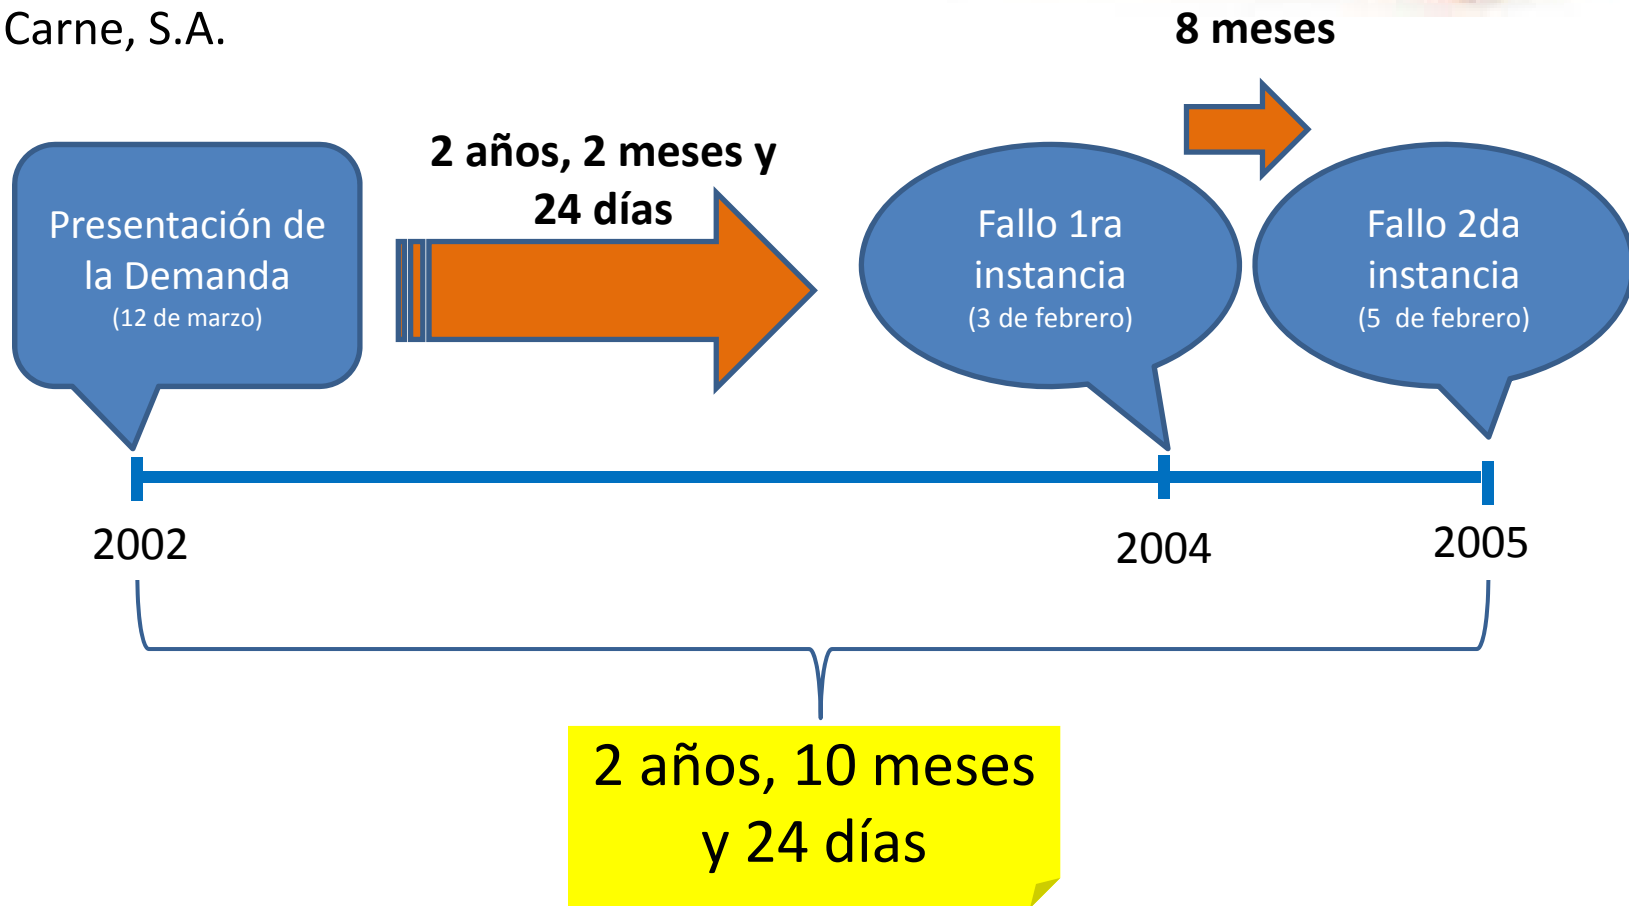 Carne, S.A.
8 meses
2 años, 2 meses y
24 días
Presentación de
la Demanda
(12 de marzo)
Fallo 1ra
instancia
(3 de febrero)
Fallo 2da
instancia
(5  de febrero)
2002
2004
2005
2 años, 10 meses
y 24 días